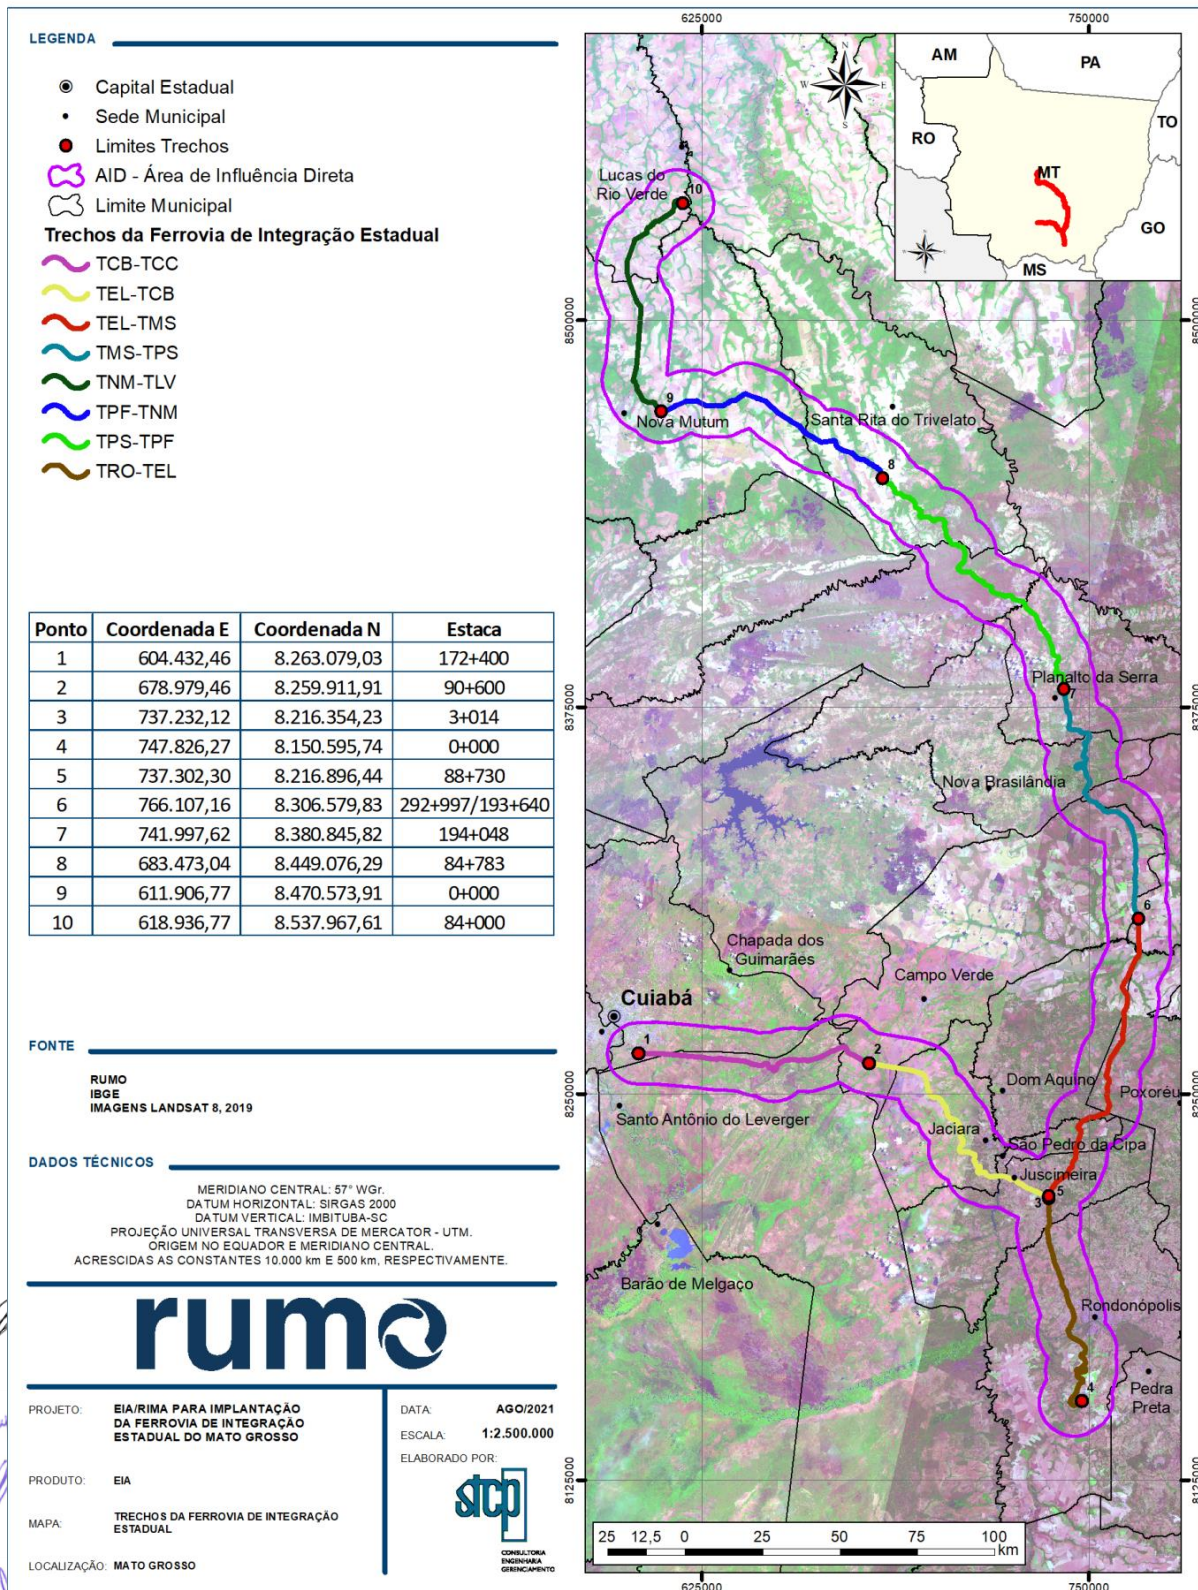 LEGENDA
Capital Estadual
Sede Municipal
Limites Trechos
AID - Área de Influência Direta
Limite Municipal
Trechos da Ferrovia de Integração Estadual
TCB-TCC
TEL-TCB
TEL-TMS
TMS-TPS
TNM-TLV
TPF-TNM
TPS-TPF
TRO-TEL
Ponto Coordenada E Coordenada N Estaca
1 604.432,46 8.263.079,03 172+400
2 678.979,46 8.259.911,91 90+600
3 737.232,12 8.216.354,23 3+014
4 747.826,27 8.150.595,74 0+000
5 737.302,30 8.216.896,44 88+730
6 766.107,16 8.306.579,83 292+997/193+640
7 741.997,62 8.380.845,82 194+048
8 683.473,04 8.449.076,29 84+783
9 611.906,77 8.470.573,91 0+000
10 618.936,77 8.537.967,61 84+000
FONTE
RUMO
IBGE
IMAGENS LANDSAT 8, 2019
DADOS TÉCNICOS
MERIDIANO CENTRAL: 57° WGr.
DATUM HORIZONTAL: SIRGAS 2000
DATUM VERTICAL: IMBITUBA-SC
PROJEÇÃO UNIVERSAL TRANSVERSA DE MERCATOR - UTM.
ORIGEM NO EQUADOR E MERIDIANO CENTRAL.
ACRESCIDAS AS CONSTANTES 10.000 km E 500 km, RESPECTIVAMENTE.
rumo
PROJETO: EIA/RIMA PARA IMPLANTAÇÃO
DA FERROVIA DE INTEGRAÇÃO
ESTADUAL DO MATO GROSSO
PRODUTO: EIA
MAPA: TRECHOS DA FERROVIA DE INTEGRAÇÃO
ESTADUAL
LOCALIZAÇÃO: MATO GROSSO
DATA: AGO/2021
ESCALA: 1:2.500.000
ELABORADO POR:
stcp
CONSULTORIA
ENGENHARIA
GERENCIAMENTO
625000 750000
N
W E
S
AM PA
RO TO
MT
GO
MS
Lucas do
Rio Verde
10
8500000 8500000
9
Nova Mutum
Santa Rita do Trivelato
8
Planalto da Serra
7
8375000 8375000
Nova Brasilândia
6
Chapada dos
Guimarães
Campo Verde
Cuiabá
1
2
Dom Aquino
Poxoréu
8250000 8250000
Santo Antônio do Leverger
Jaciara
São Pedro da Cipa
Juscimeira
5
3
Barão de Melgaço
Rondonópolis
4
Pedra
Preta
8125000 8125000
25 12,5 0 25 50 75 100
km
625000 750000